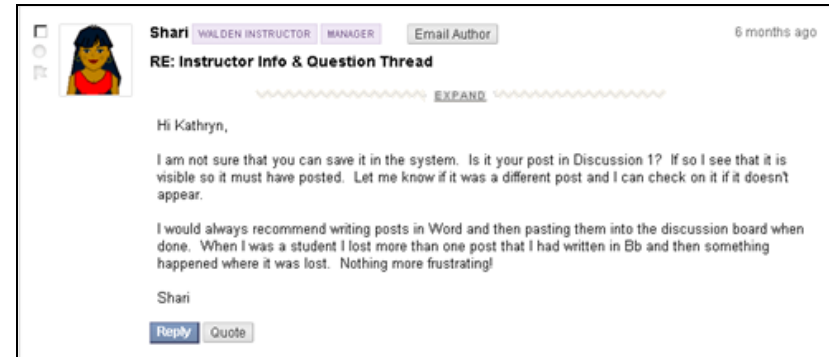 Shari WALDEN INSTRUCTOR MANAGER Email Author 6 months ago
RE: Instructor Info & Question Thread
EXPAND
Hi Kathryn,
I am not sure that you can save it in the system. Is it your post in Discussion 1? If so I see that it is
visible so it must have posted. Let me know if it was a different post and I can check on it if it doesn't
appear.
I would always recommend writing posts in Word and then pasting them into the discussion board when
done. When I was a student I lost more than one post that I had written in Bb and then something
happened where it was lost. Nothing more frustrating!
Shari
Reply Quote